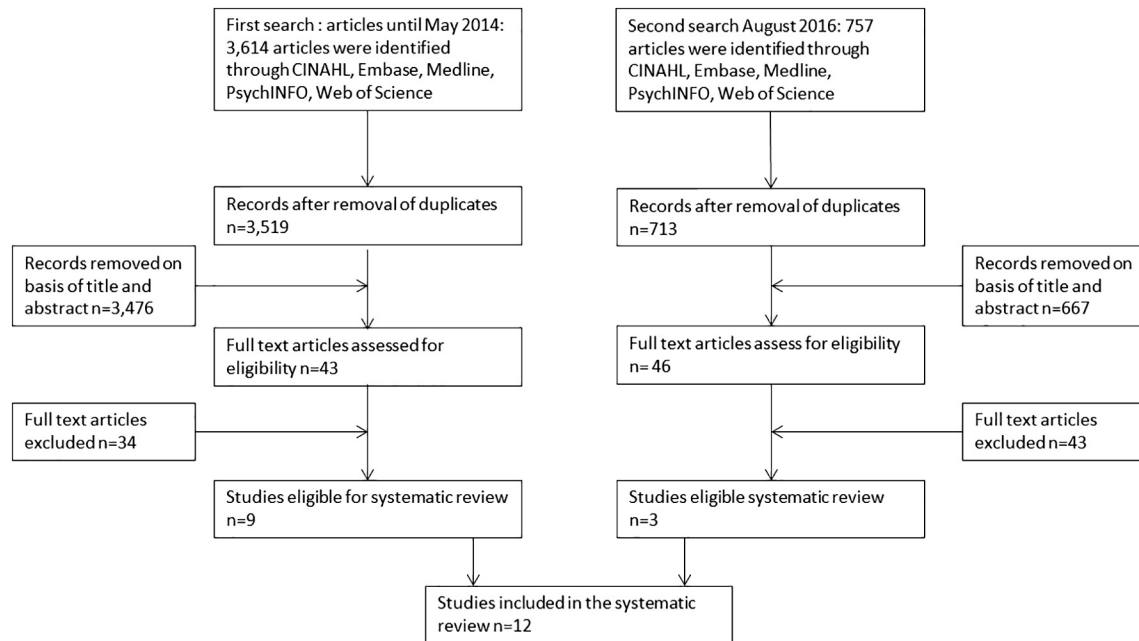 First search : articles until May 2014:
3,614 articles were identified
through CINAHL, Embase, Medline,
PsychINFO, Web of Science
Second search August 2016: 757
articles were identified through
CINAHL, Embase, Medline,
PsychINFO, Web of Science
Records after removal of duplicates
n=3,519
Records after removal of duplicates
n=713
Records removed on
basis of title and
abstract n=3,476
Records removed on
basis of title and
abstract n=667
Full text articles assessed for
eligibility n=43
Full text articles assess for eligibility
n= 46
Full text articles
excluded n=34
Full text articles
excluded n=43
Studies eligible for systematic review
n=9
Studies eligible systematic review
n=3
Studies included in the systematic
review n=12